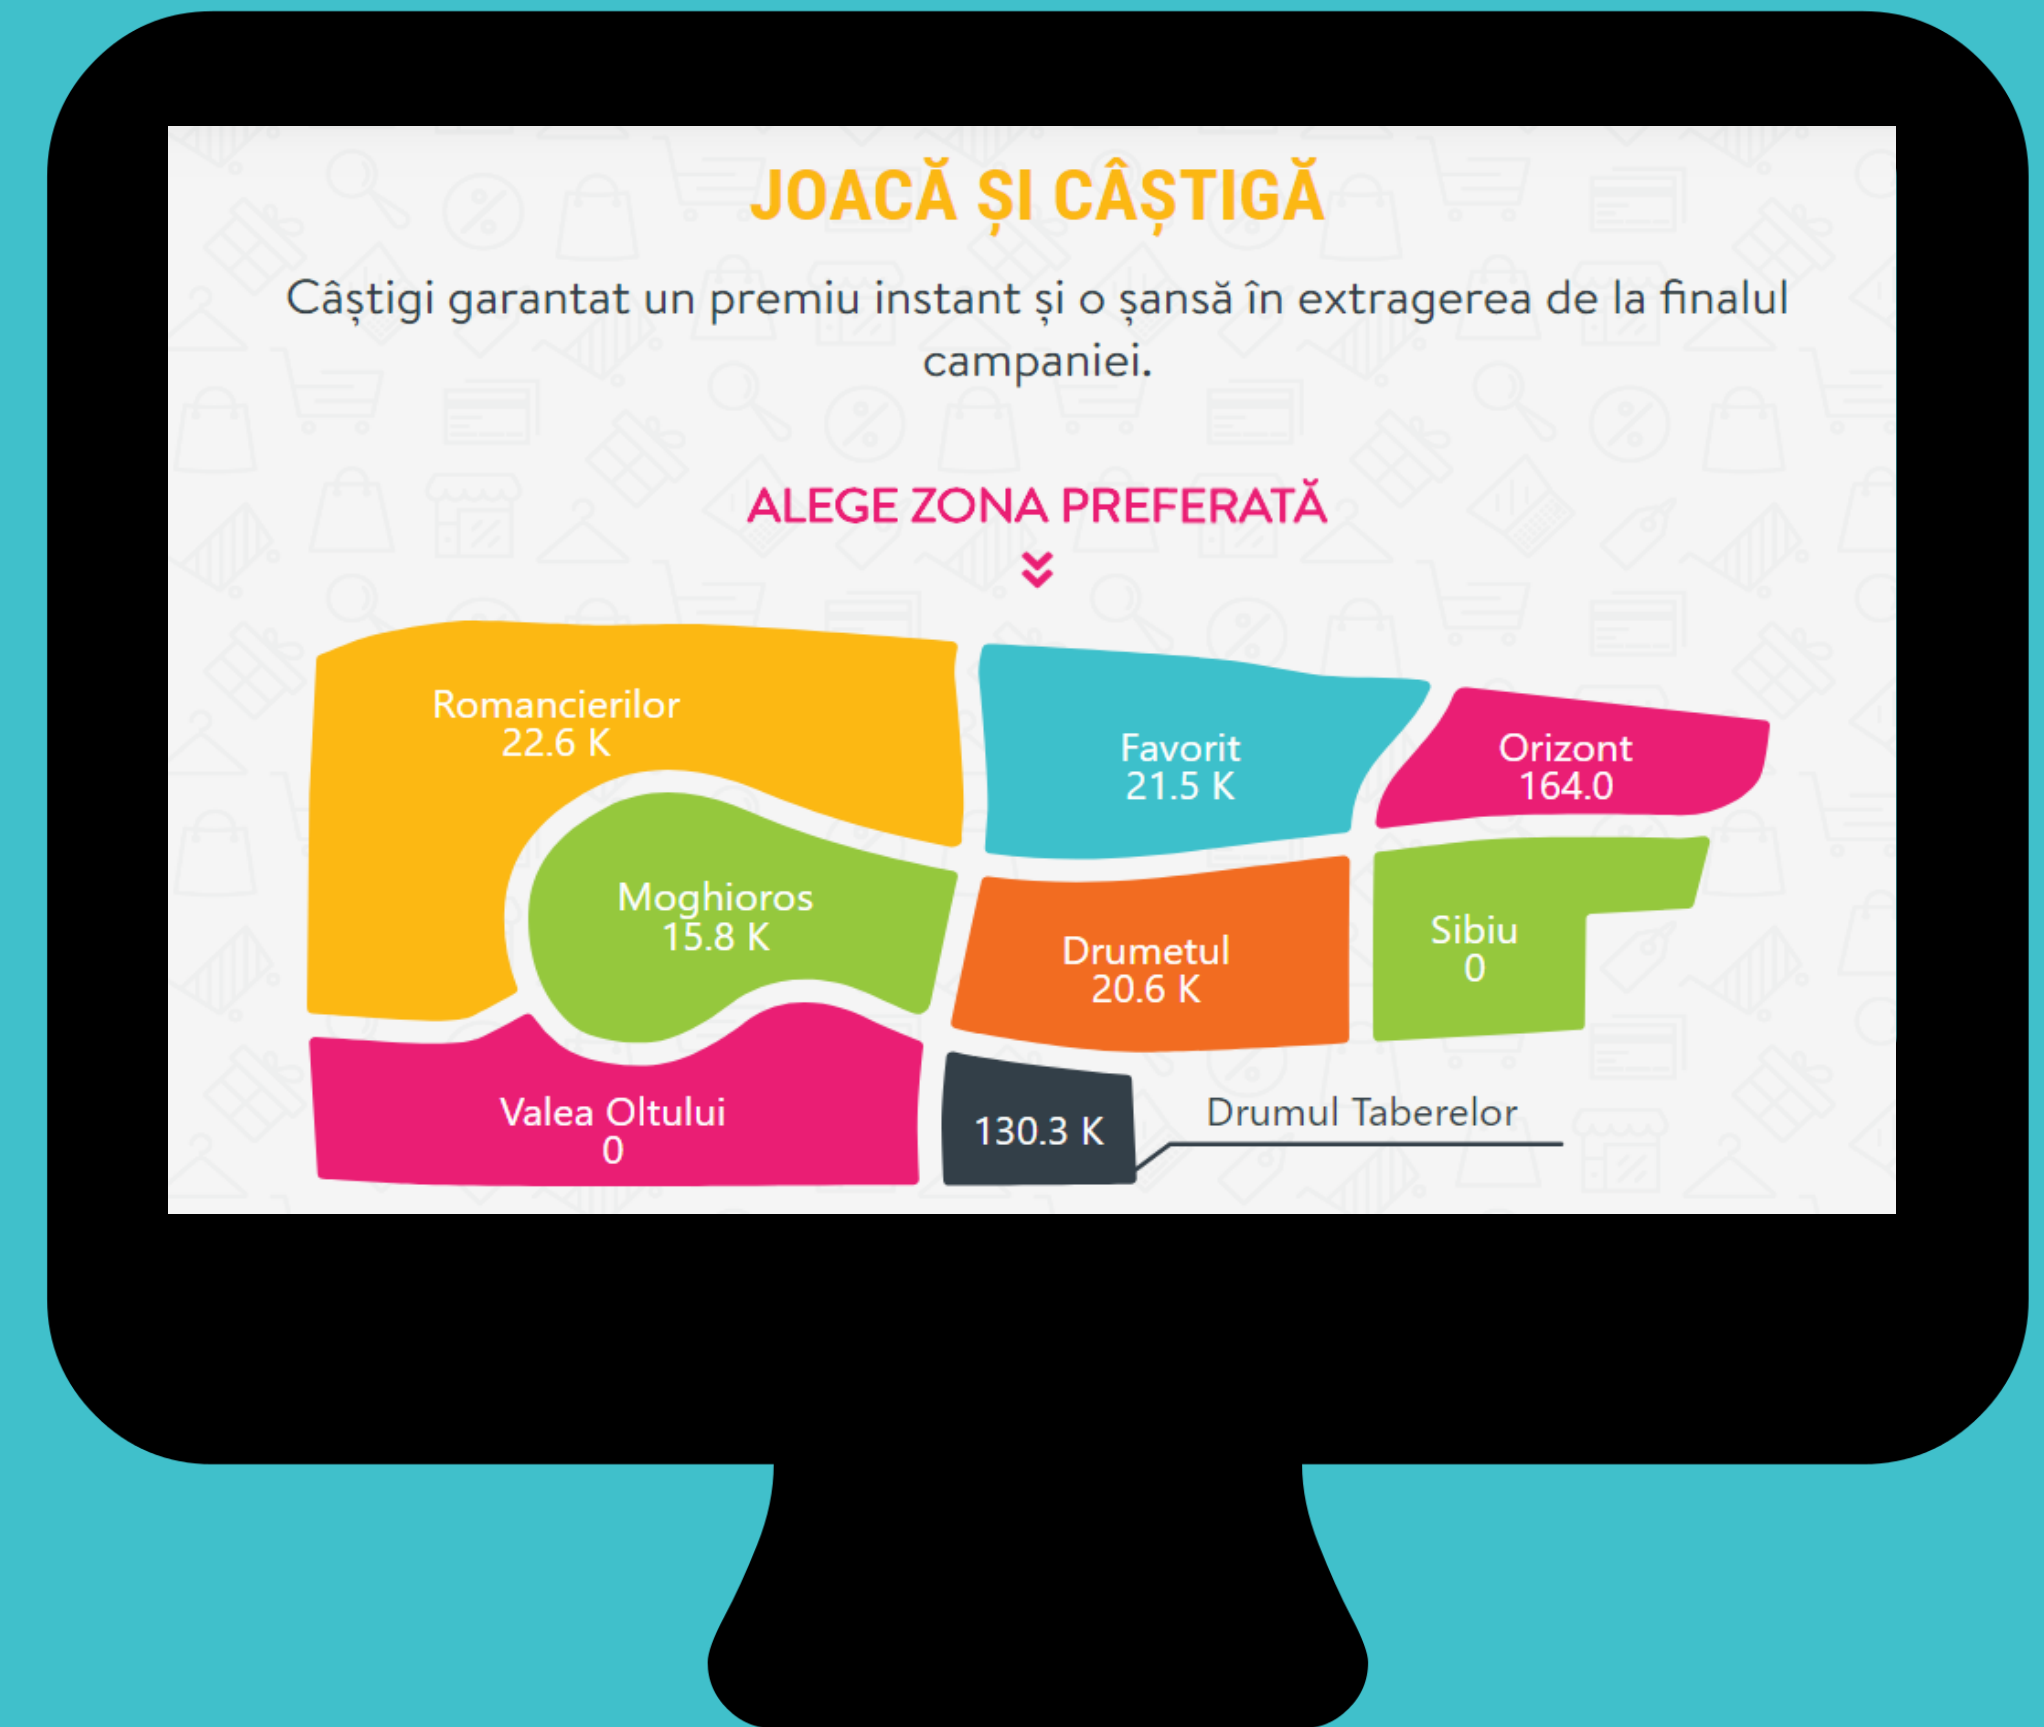 JOACĂ ȘI CÂȘTIGĂ
Câștigi garantat un premiu instant și o șansă în extragerea de la finalul
campaniei.
ALEGE ZONA PREFERATĂ
Romancierilor
22.6 K
Favorit
21.5 K
Orizont
164.0
Moghioros
15.8 K
Drumetul
20.6 K
Sibiu
0
Valea Oltului
0
130.3 K
Drumul Taberelor